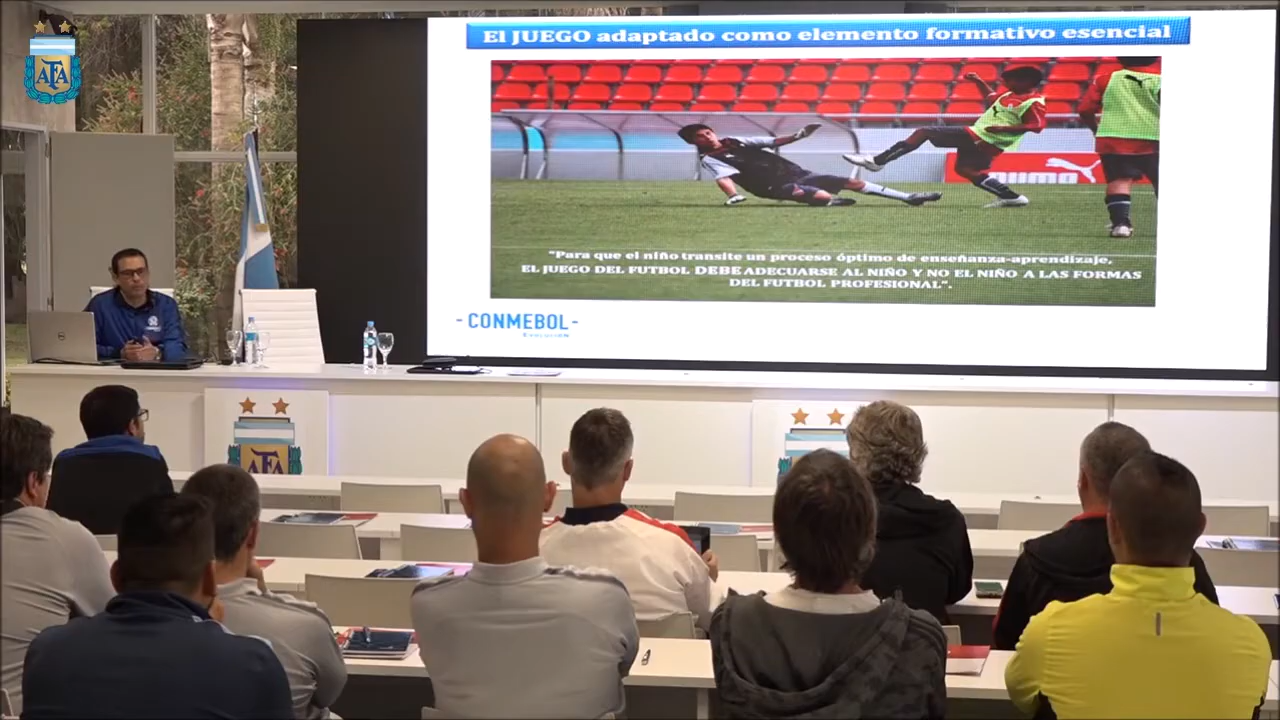 AFA
El JUEGO adaptado como elemento formativo esencial
PUMA
"Para que el niño transite un proceso óptimo de enseñanza-aprendizaje,
EL JUEGO DEL FUTBOL DEBE ADECUARSE AL NIÑO Y NO EL NIÑO A LAS FORMAS
DEL FUTBOL PROFESIONAL".
- CONMEBOL -
EVOLUCIÓN
AFA